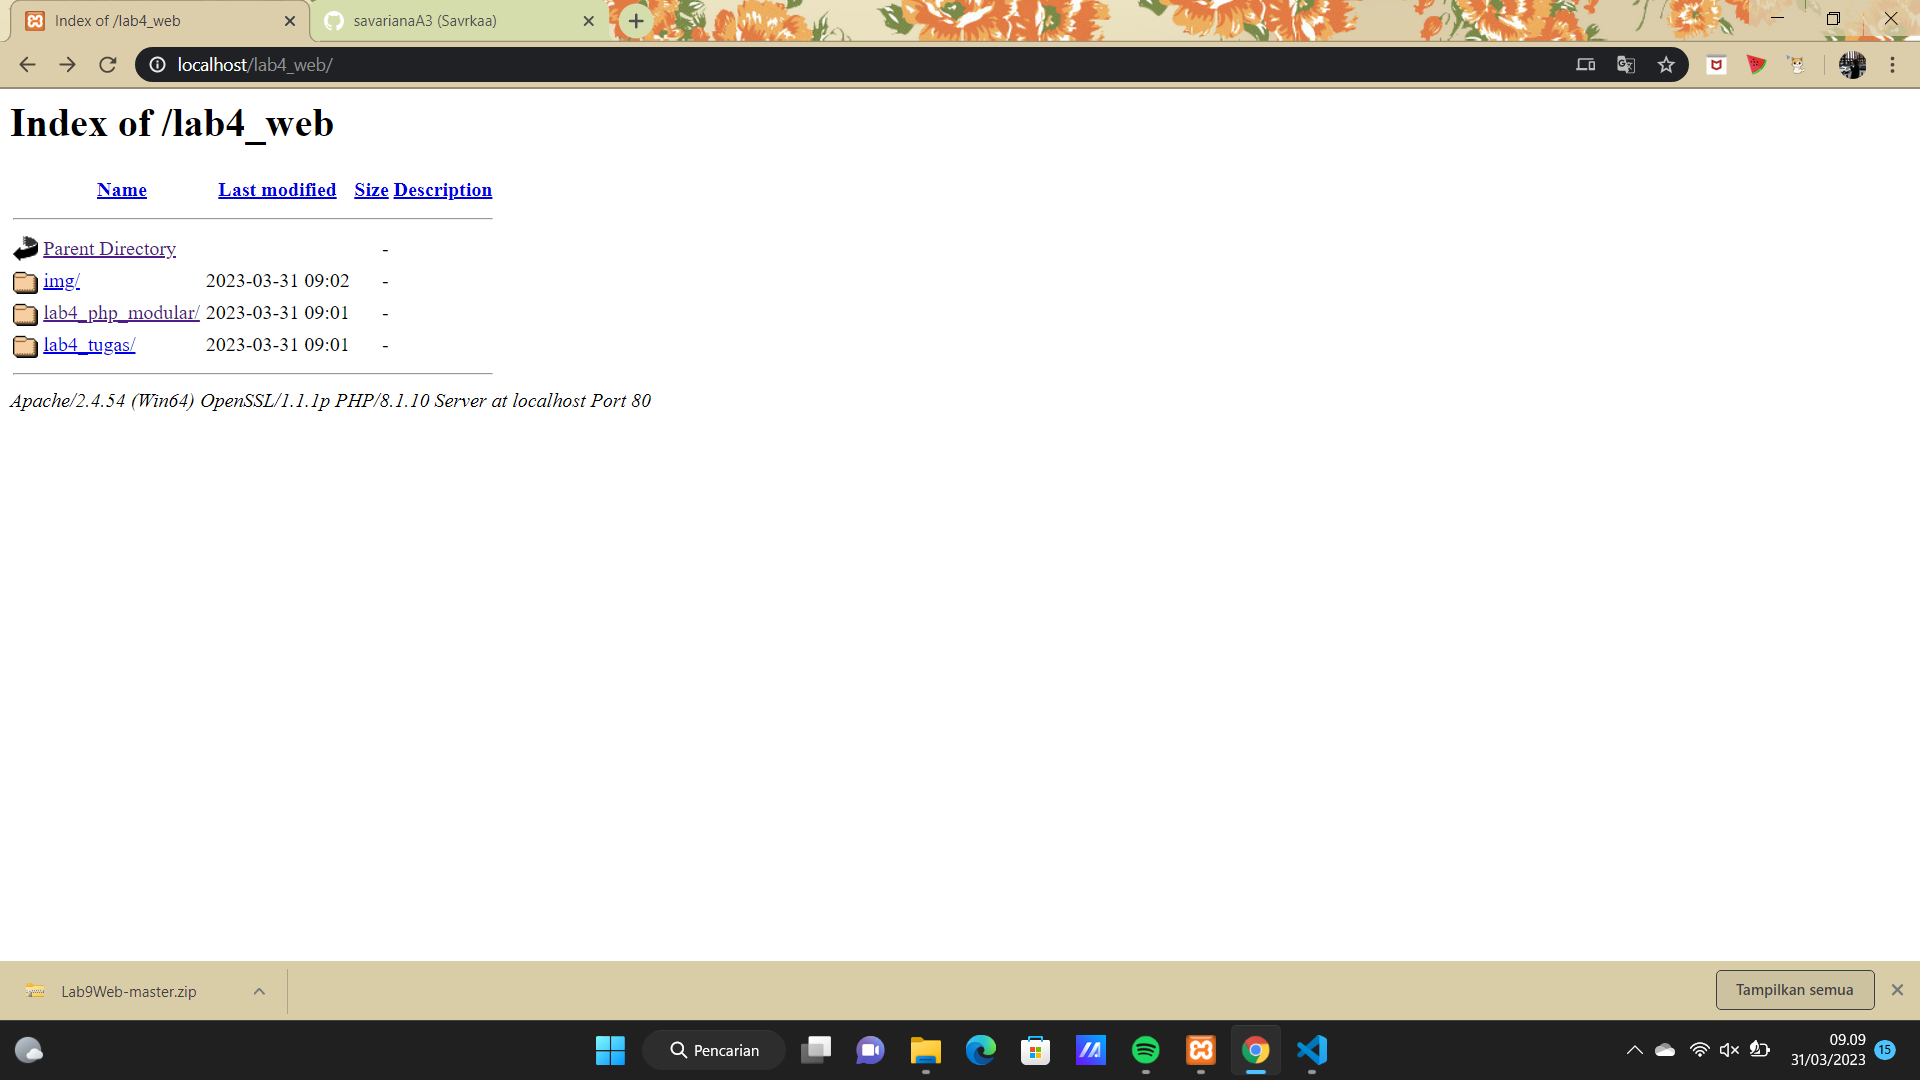 Index of /lab4_web
savarianaA3 (Savrkaa)
localhost/lab4_web/
Index of /lab4_web
Name Last modified Size Description
Parent Directory -
img/ 2023-03-31 09:02 -
lab4_php_modular/ 2023-03-31 09:01 -
lab4_tugas/ 2023-03-31 09:01 -
Apache/2.4.54 (Win64) OpenSSL/1.1.1p PHP/8.1.10 Server at localhost Port 80
Lab9Web-master.zip
Tampilkan semua
Pencarian
09.09
31/03/2023
15